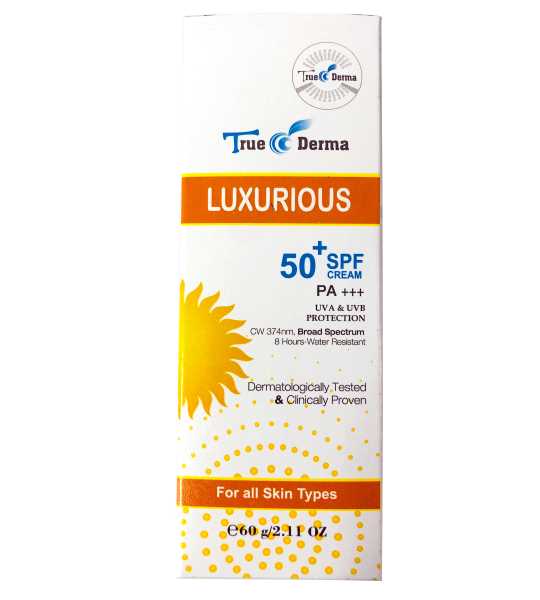 True Derma
True Derma
LUXURIOUS
50+ SPF
CREAM
PA +++
UVA & UVB
PROTECTION
CW 374nm, Broad Spectrum
8 Hours-Water Resistant
Dermatologically Tested
& Clinically Proven
For all Skin Types
℮60 g/2.11 OZ